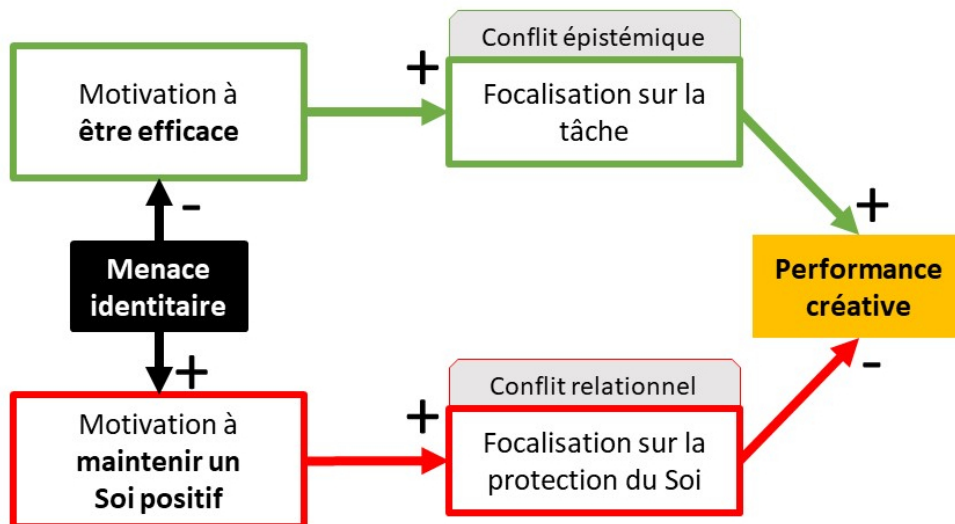 Conflit épistémique
+
Motivation à
être efficace
Focalisation sur la
tâche
-
+
Menace
identitaire
Performance
créative
+
-
Conflit relationnel
+
Motivation à
maintenir un
Soi positif
Focalisation sur la
protection du Soi